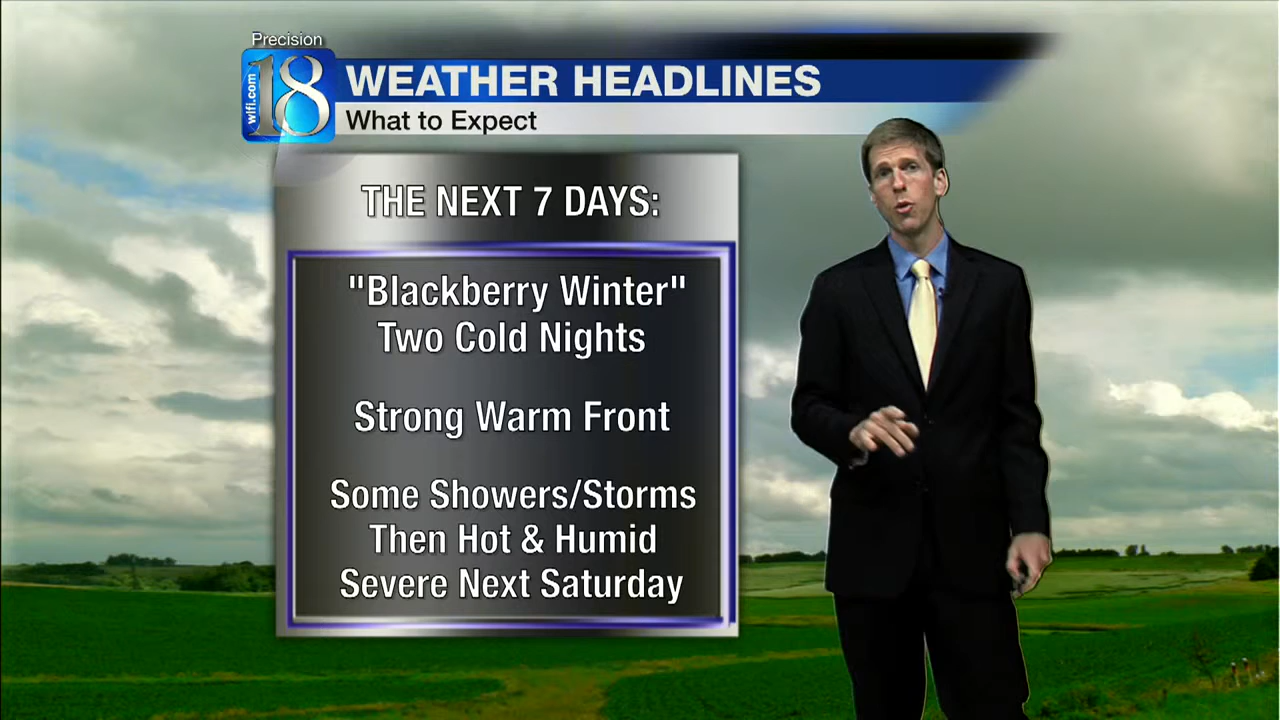 Precision
wlfi.com
18
WEATHER HEADLINES
What to Expect
THE NEXT 7 DAYS:
"Blackberry Winter"
Two Cold Nights
Strong Warm Front
Some Showers/Storms
Then Hot & Humid
Severe Next Saturday